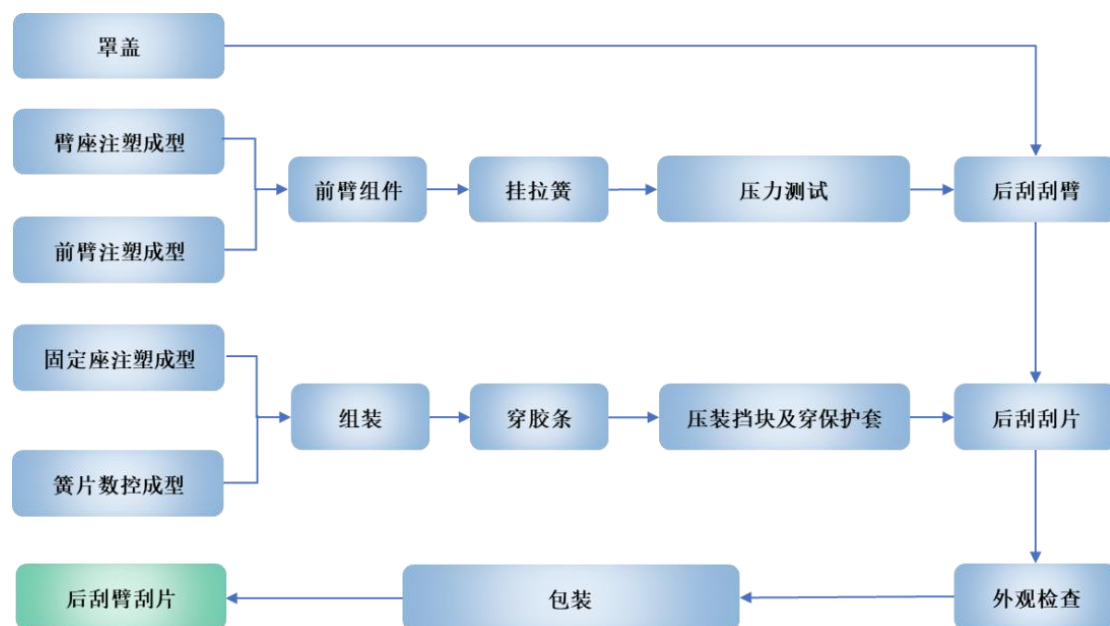 罩盖
臂座注塑成型
前臂注塑成型
前臂组件
挂拉簧
压力测试
后刮刮臂
固定座注塑成型
簧片数控成型
组装
穿胶条
压装挡块及穿保护套
后刮刮片
后刮臂刮片
包装
外观检查